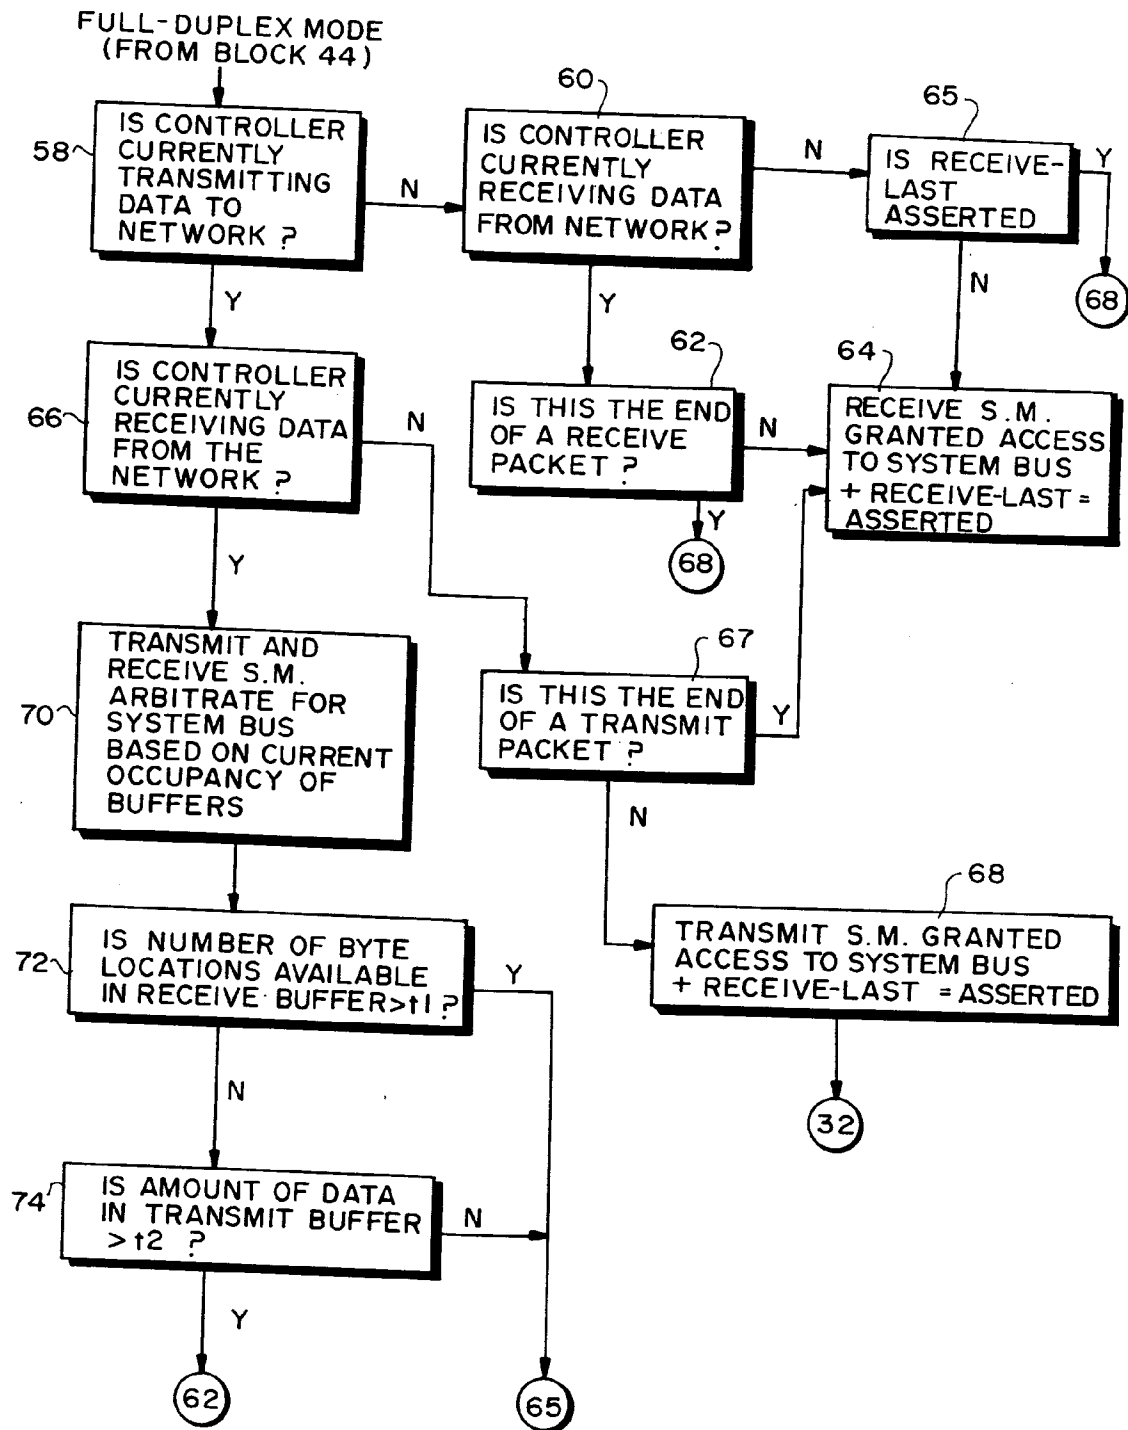 FULL-DUPLEX MODE
(FROM BLOCK 44)
58
IS CONTROLLER
CURRENTLY
TRANSMITTING
DATA TO
NETWORK ?
N
Y
60
IS CONTROLLER
CURRENTLY
RECEIVING DATA
FROM NETWORK?
N
Y
65
IS RECEIVE-
LAST
ASSERTED
Y
N
68
66
IS CONTROLLER
CURRENTLY
RECEIVING DATA
FROM THE
NETWORK ?
N
Y
62
IS THIS THE END
OF A RECEIVE
PACKET ?
N
Y
68
64
RECEIVE S.M.
GRANTED ACCESS
TO SYSTEM BUS
+ RECEIVE-LAST =
ASSERTED
70
TRANSMIT AND
RECEIVE S.M.
ARBITRATE FOR
SYSTEM BUS
BASED ON CURRENT
OCCUPANCY OF
BUFFERS
67
IS THIS THE END
OF A TRANSMIT
PACKET ?
Y
N
68
TRANSMIT S.M. GRANTED
ACCESS TO SYSTEM BUS
+ RECEIVE-LAST = ASSERTED
32
72
IS NUMBER OF BYTE
LOCATIONS AVAILABLE
IN RECEIVE BUFFER>t1 ?
Y
N
74
IS AMOUNT OF DATA
IN TRANSMIT BUFFER
>t2 ?
N
Y
62
65